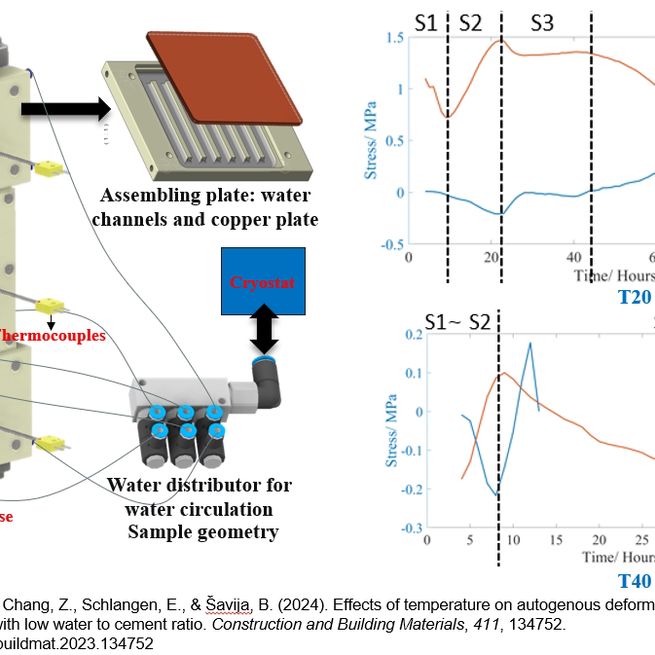 S1 S2 S3
1.5
1
0.5
0
-0.5
Stress/ MPa
0 20 40 6
Time/ Hours
T20
Assembling plate: water
channels and copper plate
Cryostat
Thermocouples
S1~ S2
0.2
0.1
0
-0.1
-0.2
-0.3
Stress/ MPa
0 5 10 15 20 25
Time/ Hours
T40
Water distributor for
water circulation
Sample geometry
se
Chang, Z., Schlangen, E., & Šavija, B. (2024). Effects of temperature on autogenous deform
with low water to cement ratio. Construction and Building Materials, 411, 134752.
buildmat.2023.134752